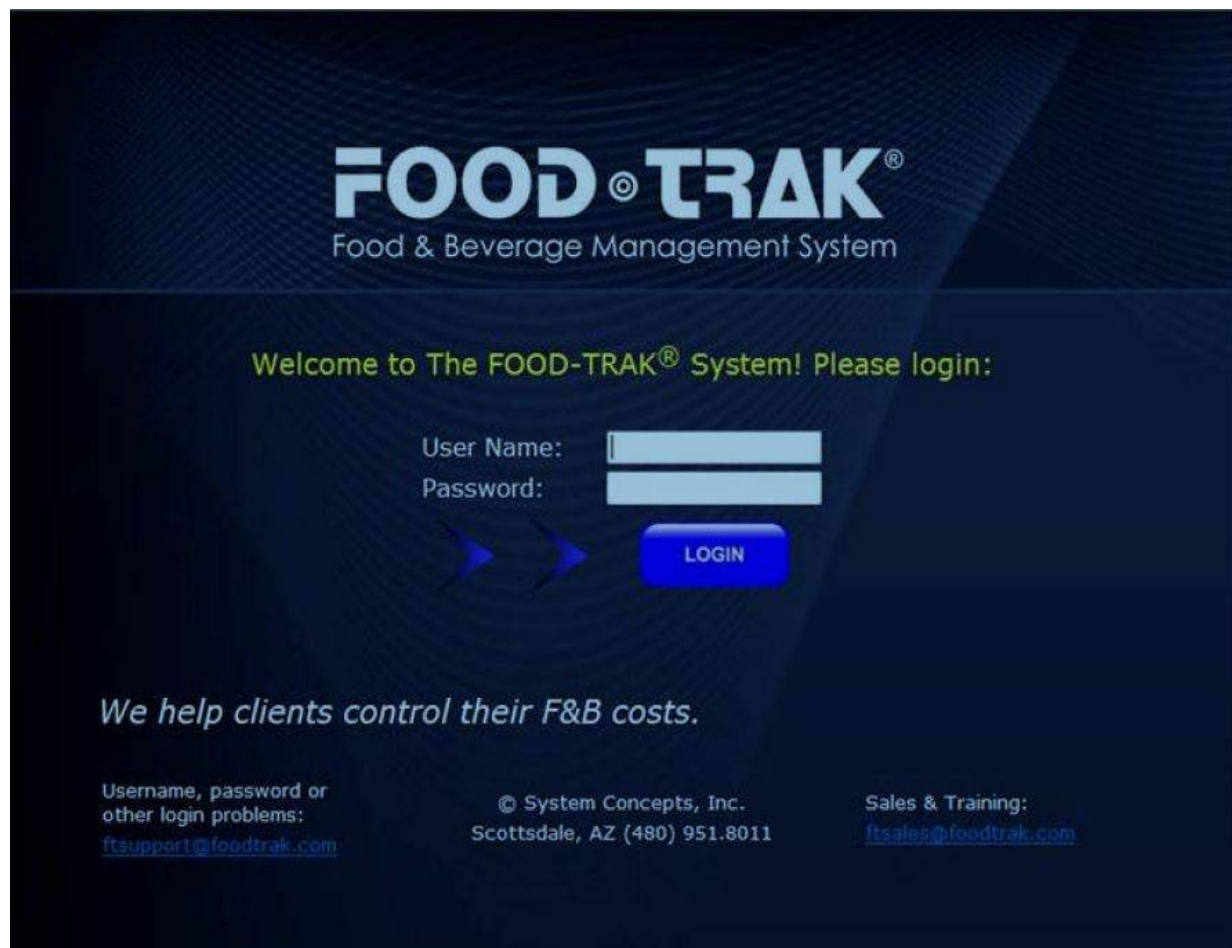 FOOD TRAK®
Food & Beverage Management System
Welcome to The FOOD-TRAK® System! Please login:
User Name:
Password:
LOGIN
We help clients control their F&B costs.
Username, password or
other login problems:
ftsupport@foodtrak.com
© System Concepts, Inc.
Scottsdale, AZ (480) 951.8011
Sales & Training:
ftsales@foodtrak.com